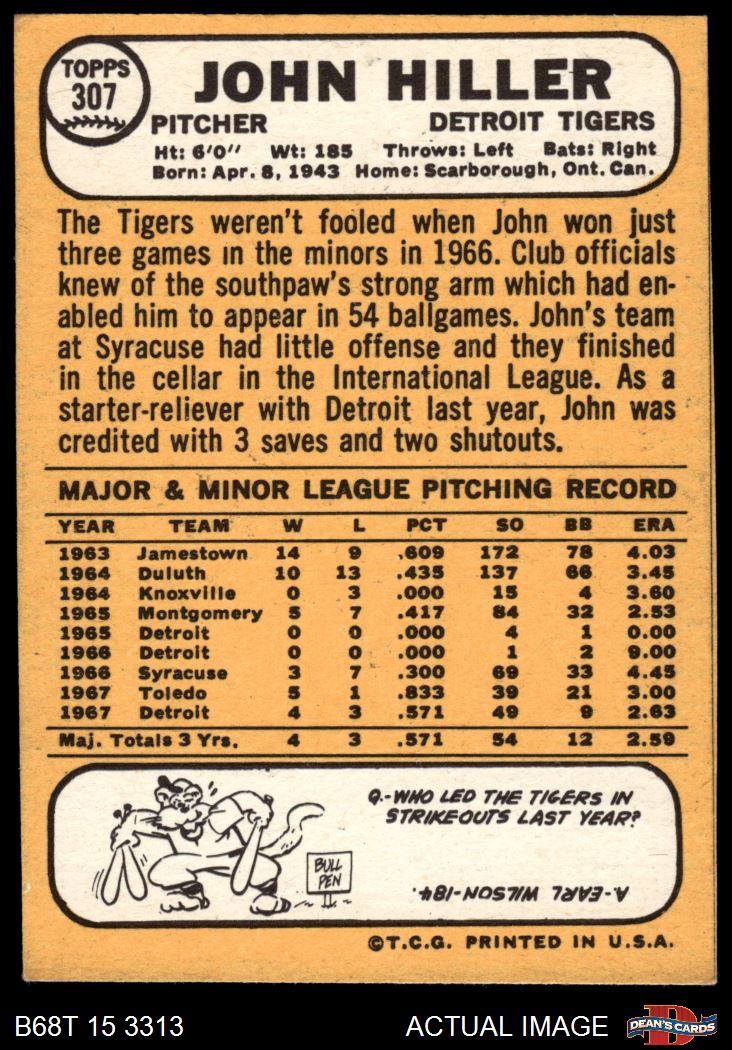 TOPPS
307
JOHN HILLER
PITCHER DETROIT TIGERS
Ht: 6'0" Wt: 185 Throws: Left Bats: Right
Born: Apr. 8, 1943 Home: Scarborough, Ont. Can.
The Tigers weren't fooled when John won just
three games in the minors in 1966. Club officials
knew of the southpaw's strong arm which had en-
abled him to appear in 54 ballgames. John's team
at Syracuse had little offense and they finished
in the cellar in the International League. As a
starter-reliever with Detroit last year, John was
credited with 3 saves and two shutouts.
MAJOR & MINOR LEAGUE PITCHING RECORD
YEAR TEAM W L PCT SO BB ERA
1963 Jamestown 14 9 .609 172 78 4.03
1964 Duluth 10 13 .435 137 66 3.45
1964 Knoxville 0 3 .000 15 4 3.60
1965 Montgomery 5 7 .417 84 32 2.53
1965 Detroit 0 0 .000 4 1 0.00
1966 Detroit 0 0 .000 1 2 9.00
1966 Syracuse 3 7 .300 69 33 4.45
1967 Toledo 5 1 .833 39 21 3.00
1967 Detroit 4 3 .571 49 9 2.63
Maj. Totals 3 Yrs. 4 3 .571 54 12 2.59
Q.-WHO LED THE TIGERS IN
STRIKEOUTS LAST YEAR?
BULL
PEN
A.-EARL WILSON-184.
©T.C.G. PRINTED IN U.S.A.
B68T 15 3313 ACTUAL IMAGE
D
DEAN'S CARDS